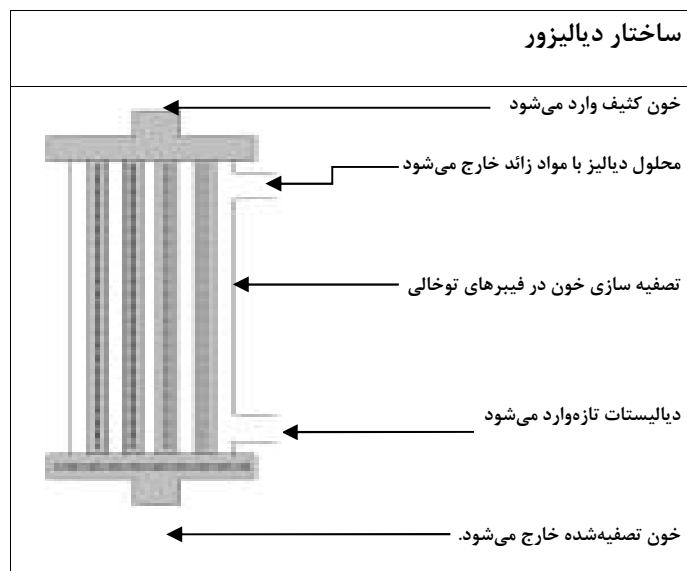 ساختار دیالیزور
خون کثیف وارد می‌شود
محلول دیالیز با مواد زائد خارج می‌شود
تصفیه سازی خون در فیبرهای توخالی
دیالیستات تازه‌وارد می‌شود
خون تصفیه‌شده خارج می‌شود.